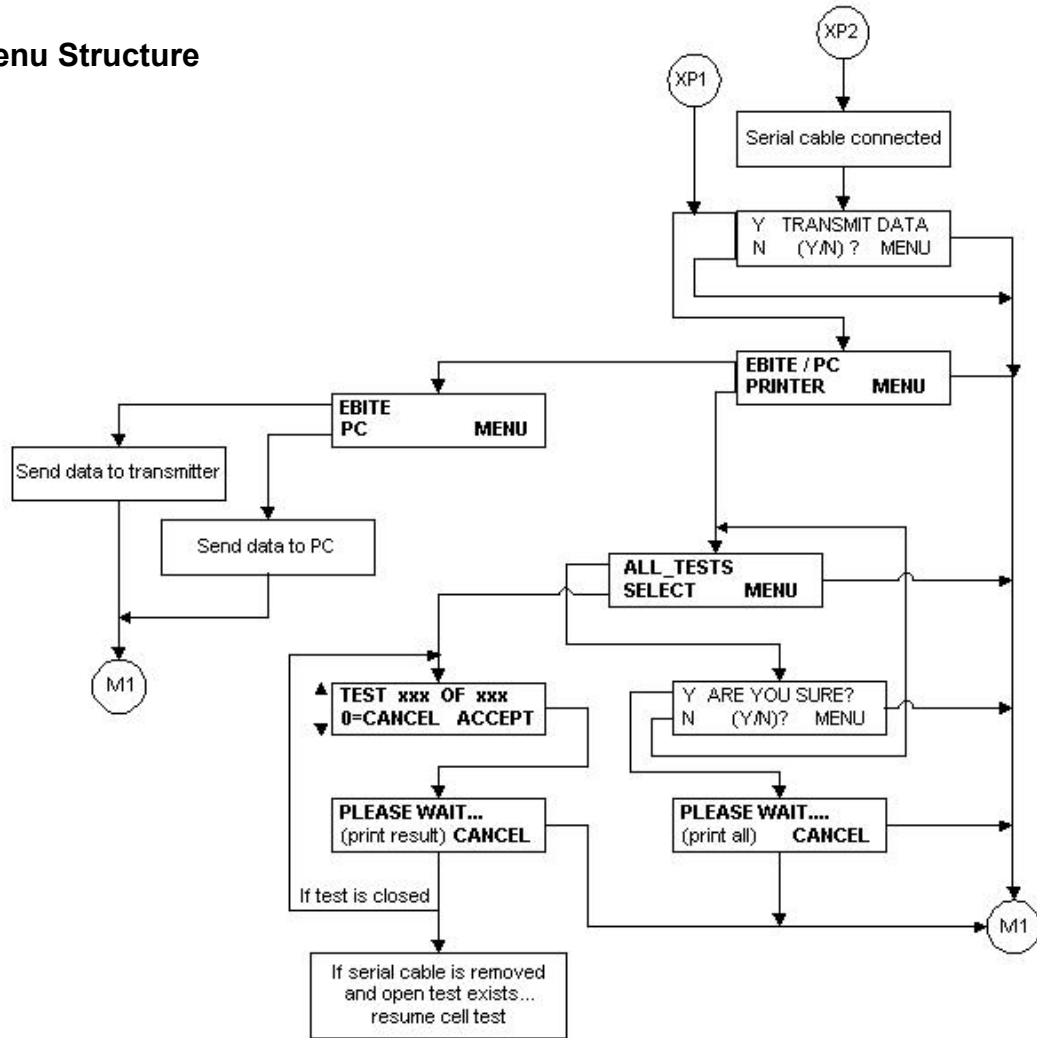 enu Structure
XP2
XP1
Serial cable connected
Y TRANSMIT DATA
N (Y/N) ? MENU
EBITE / PC
PRINTER MENU
EBITE
PC MENU
Send data to transmitter
Send data to PC
ALL_TESTS
SELECT MENU
M1
TEST xxx OF xxx
0=CANCEL ACCEPT
Y ARE YOU SURE?
N (Y/N)? MENU
PLEASE WAIT...
(print result) CANCEL
PLEASE WAIT....
(print all) CANCEL
If test is closed
M1
If serial cable is removed
and open test exists...
resume cell test